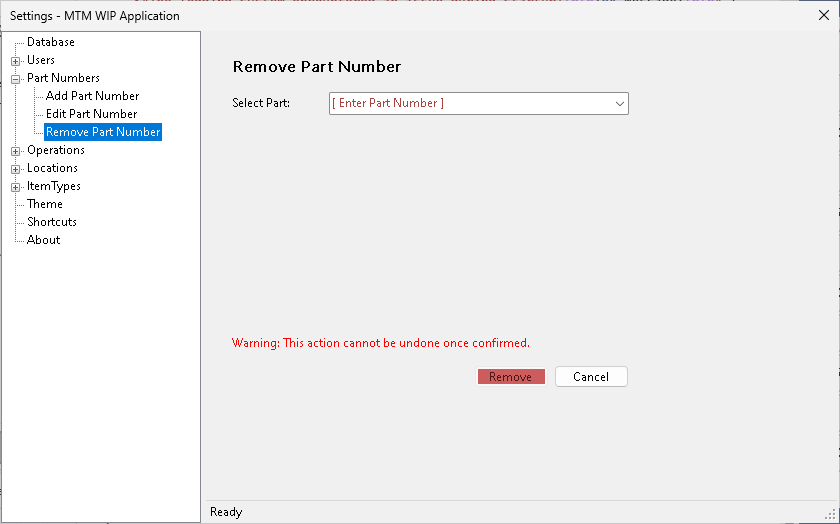 Settings - MTM WIP Application
Database
Users
Part Numbers
Add Part Number
Edit Part Number
Remove Part Number
Operations
Locations
ItemTypes
Theme
Shortcuts
About
Remove Part Number
Select Part:
[ Enter Part Number ]
Warning: This action cannot be undone once confirmed.
Remove
Cancel
Ready